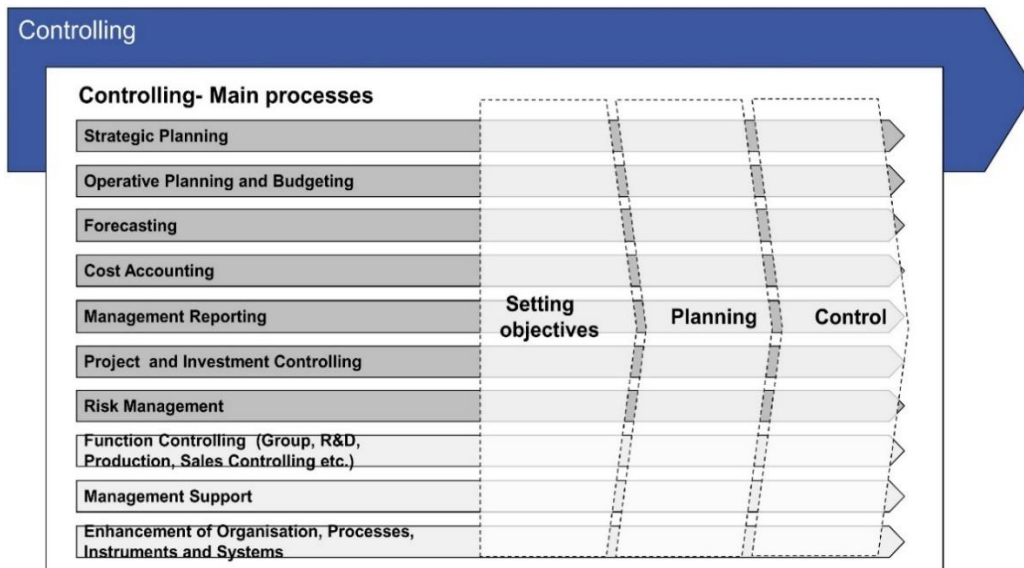 Controlling
Controlling- Main processes
Strategic Planning
Operative Planning and Budgeting
Forecasting
Cost Accounting
Management Reporting
Project and Investment Controlling
Risk Management
Function Controlling (Group, R&D,
Production, Sales Controlling etc.)
Management Support
Enhancement of Organisation, Processes,
Instruments and Systems
Setting
objectives
Planning
Control